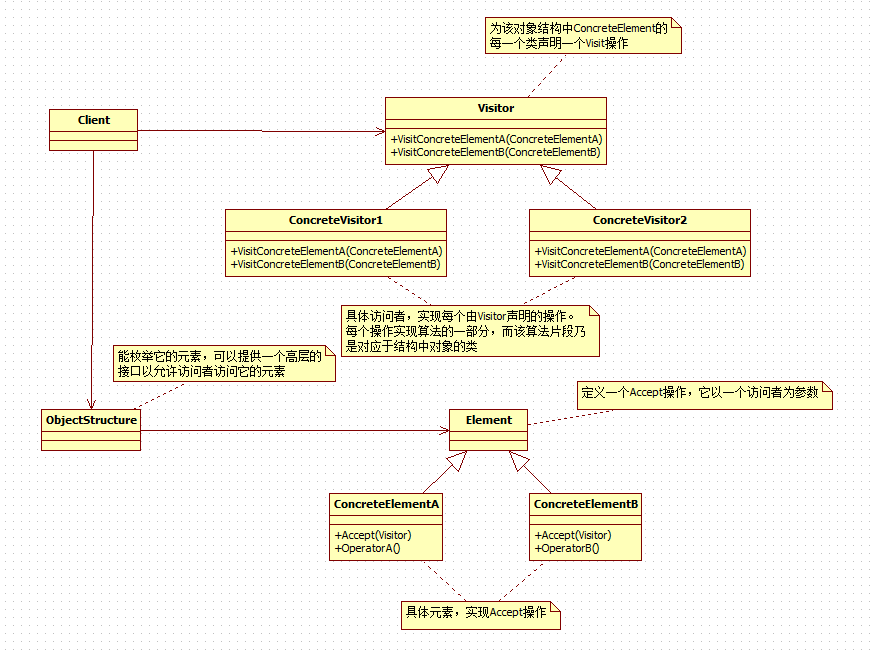 为该对象结构中ConcreteElement的
每一个类声明一个Visit操作
Client
Visitor
+VisitConcreteElementA(ConcreteElementA)
+VisitConcreteElementB(ConcreteElementB)
ConcreteVisitor1
+VisitConcreteElementA(ConcreteElementA)
+VisitConcreteElementB(ConcreteElementB)
ConcreteVisitor2
+VisitConcreteElementA(ConcreteElementA)
+VisitConcreteElementB(ConcreteElementB)
具体访问者，实现每个由Visitor声明的操作。
每个操作实现算法的一部分，而该算法片段乃
是对应于结构中对象的类
能枚举它的元素，可以提供一个高层的
接口以允许访问者访问它的元素
定义一个Accept操作，它以一个访问者为参数
ObjectStructure
Element
ConcreteElementA
+Accept(Visitor)
+OperatorA()
ConcreteElementB
+Accept(Visitor)
+OperatorB()
具体元素，实现Accept操作